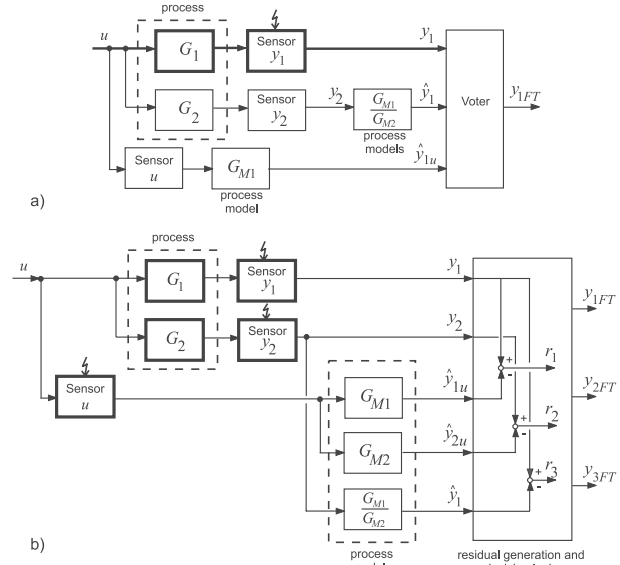 process
u
G1
Sensor
y1
y1
G2
Sensor
y2
y2
GM1
GM2
ŷ1
process
models
Voter
y1FT
Sensor
u
GM1
process
model
ŷ1u
a)
process
u
G1
Sensor
y1
y1
G2
Sensor
y2
y2
Sensor
u
GM1
ŷ1u
GM2
ŷ2u
GM1
GM2
ŷ1
process
+
-
r1
+
-
r2
+
-
r3
y1FT
y2FT
y3FT
residual generation and
b)